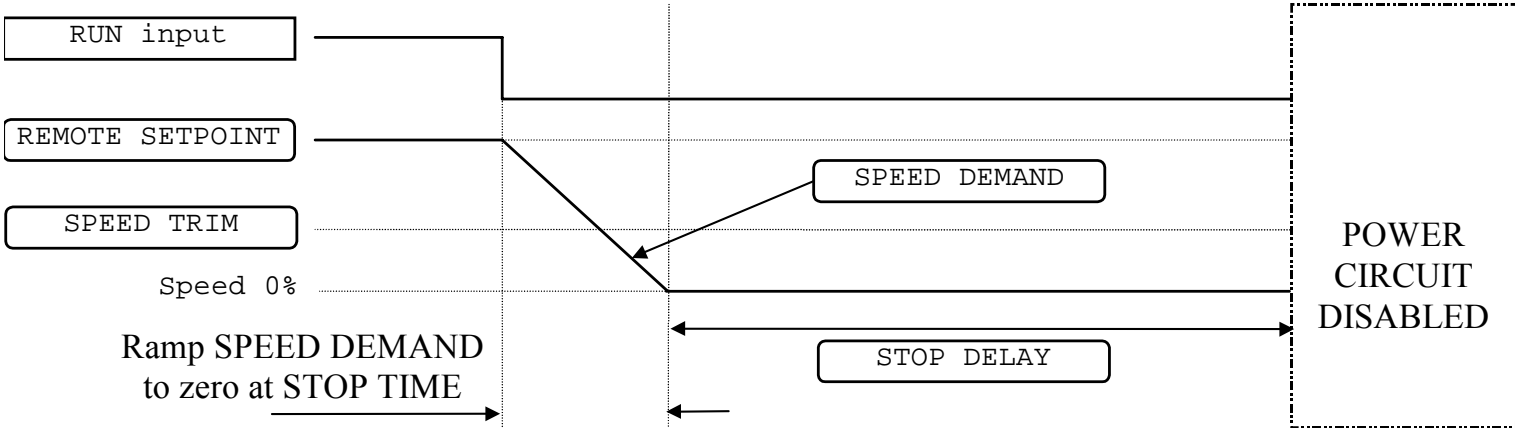 RUN input
REMOTE SETPOINT
SPEED DEMAND
SPEED TRIM
POWER
CIRCUIT
DISABLED
Speed 0%
Ramp SPEED DEMAND
to zero at STOP TIME
STOP DELAY